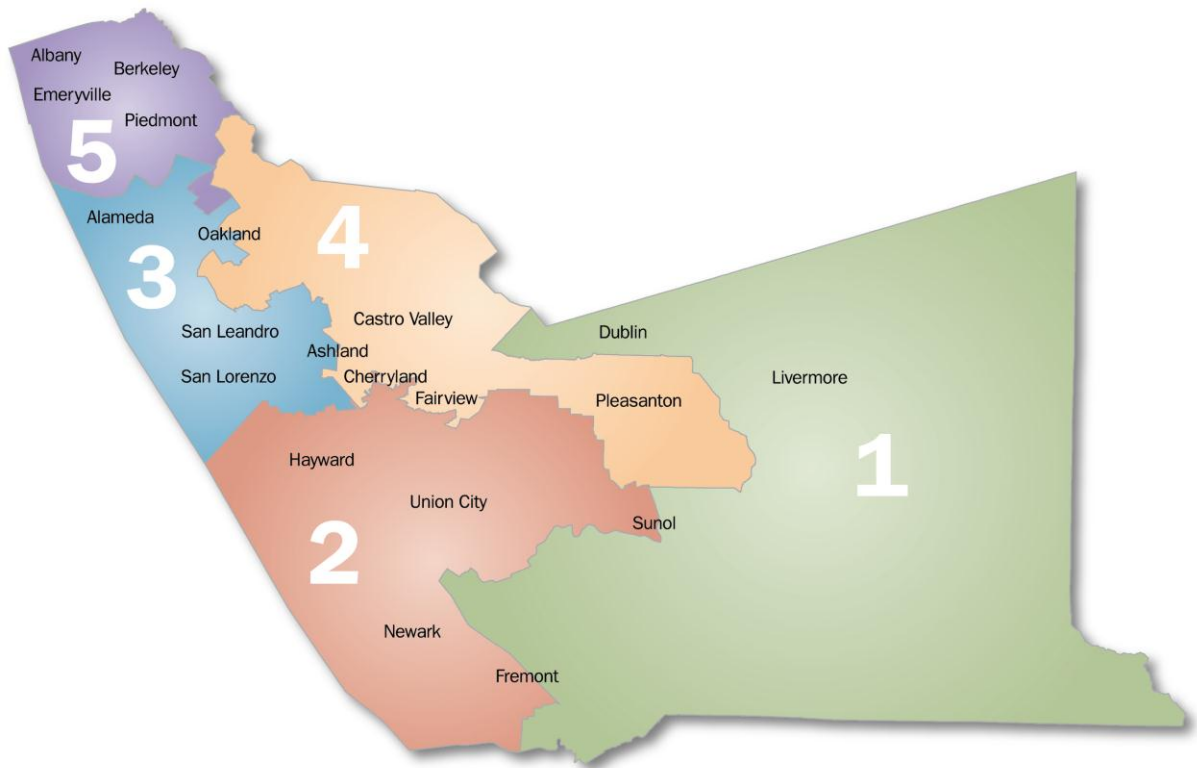 Albany
Berkeley
Emeryville
Piedmont
5
Alameda
Oakland
4
3
Castro Valley
San Leandro
Dublin
Ashland
San Lorenzo
Cherryland
Livermore
Fairview
Pleasanton
Hayward
1
Union City
Sunol
2
Newark
Fremont